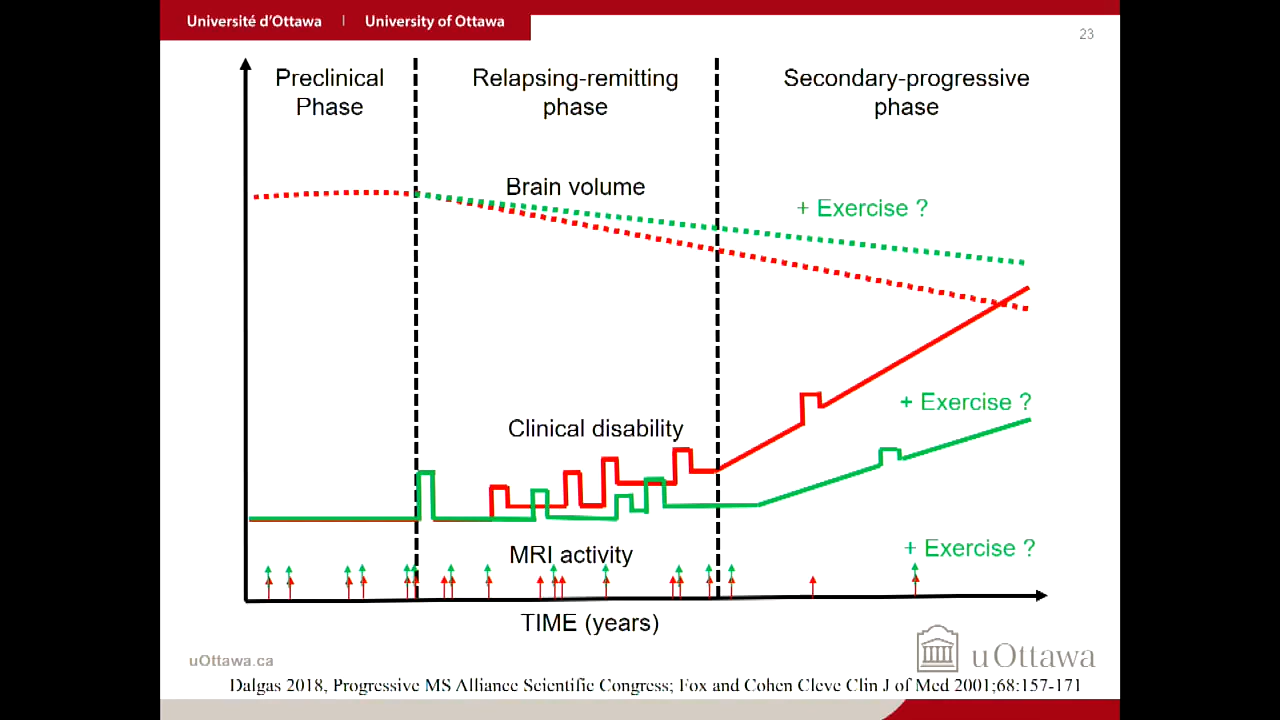 Université d'Ottawa | University of Ottawa
23
Preclinical
Phase
Relapsing-remitting
phase
Secondary-progressive
phase
Brain volume
+ Exercise ?
+ Exercise ?
Clinical disability
+ Exercise ?
MRI activity
TIME (years)
uOttawa.ca
uOttawa
Dalgas 2018, Progressive MS Alliance Scientific Congress; Fox and Cohen Cleve Clin J of Med 2001;68:157-171